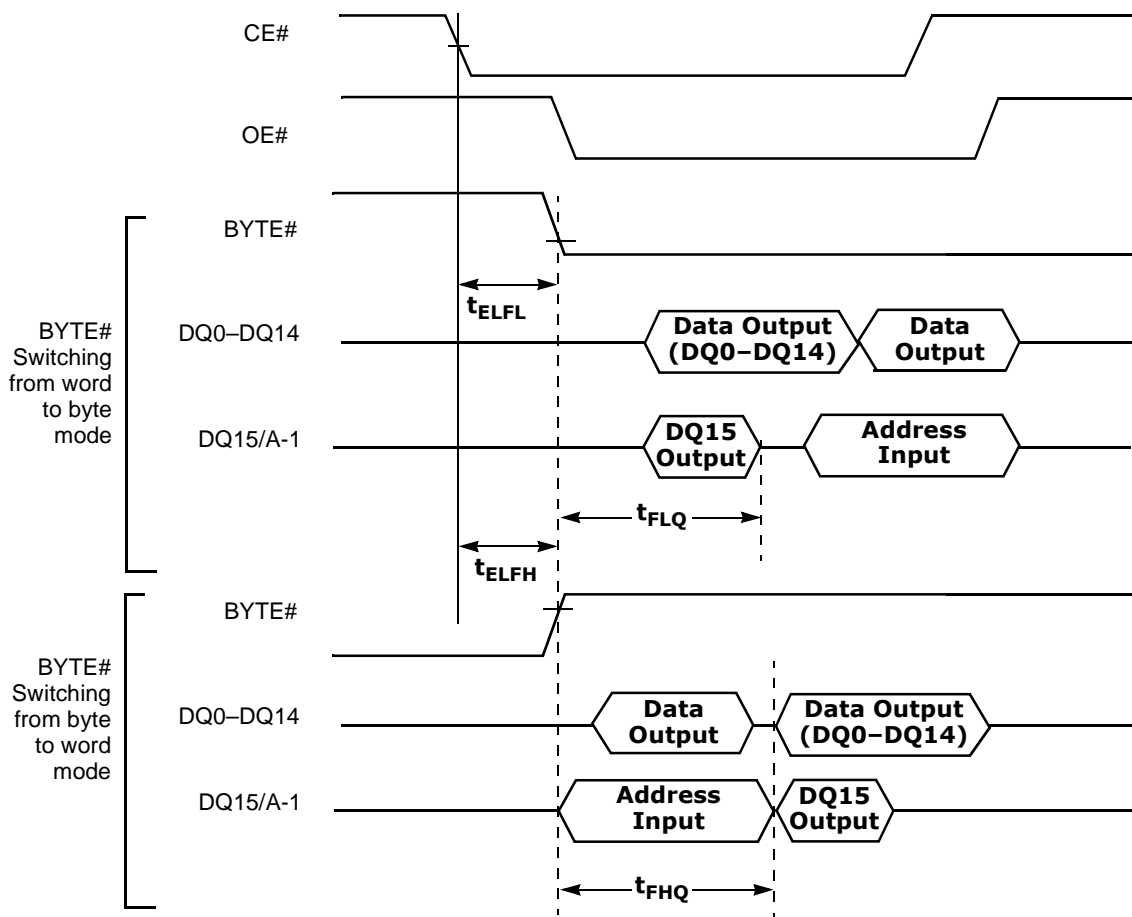 CE#
OE#
BYTE#
tELFL
BYTE#
Switching
from word
to byte
mode
DQ0–DQ14
Data Output
(DQ0–DQ14)
Data
Output
DQ15/A-1
DQ15
Output
Address
Input
tFLQ
tELFH
BYTE#
BYTE#
Switching
from byte
to word
mode
DQ0–DQ14
Data
Output
Data Output
(DQ0–DQ14)
DQ15/A-1
Address
Input
DQ15
Output
tFHQ